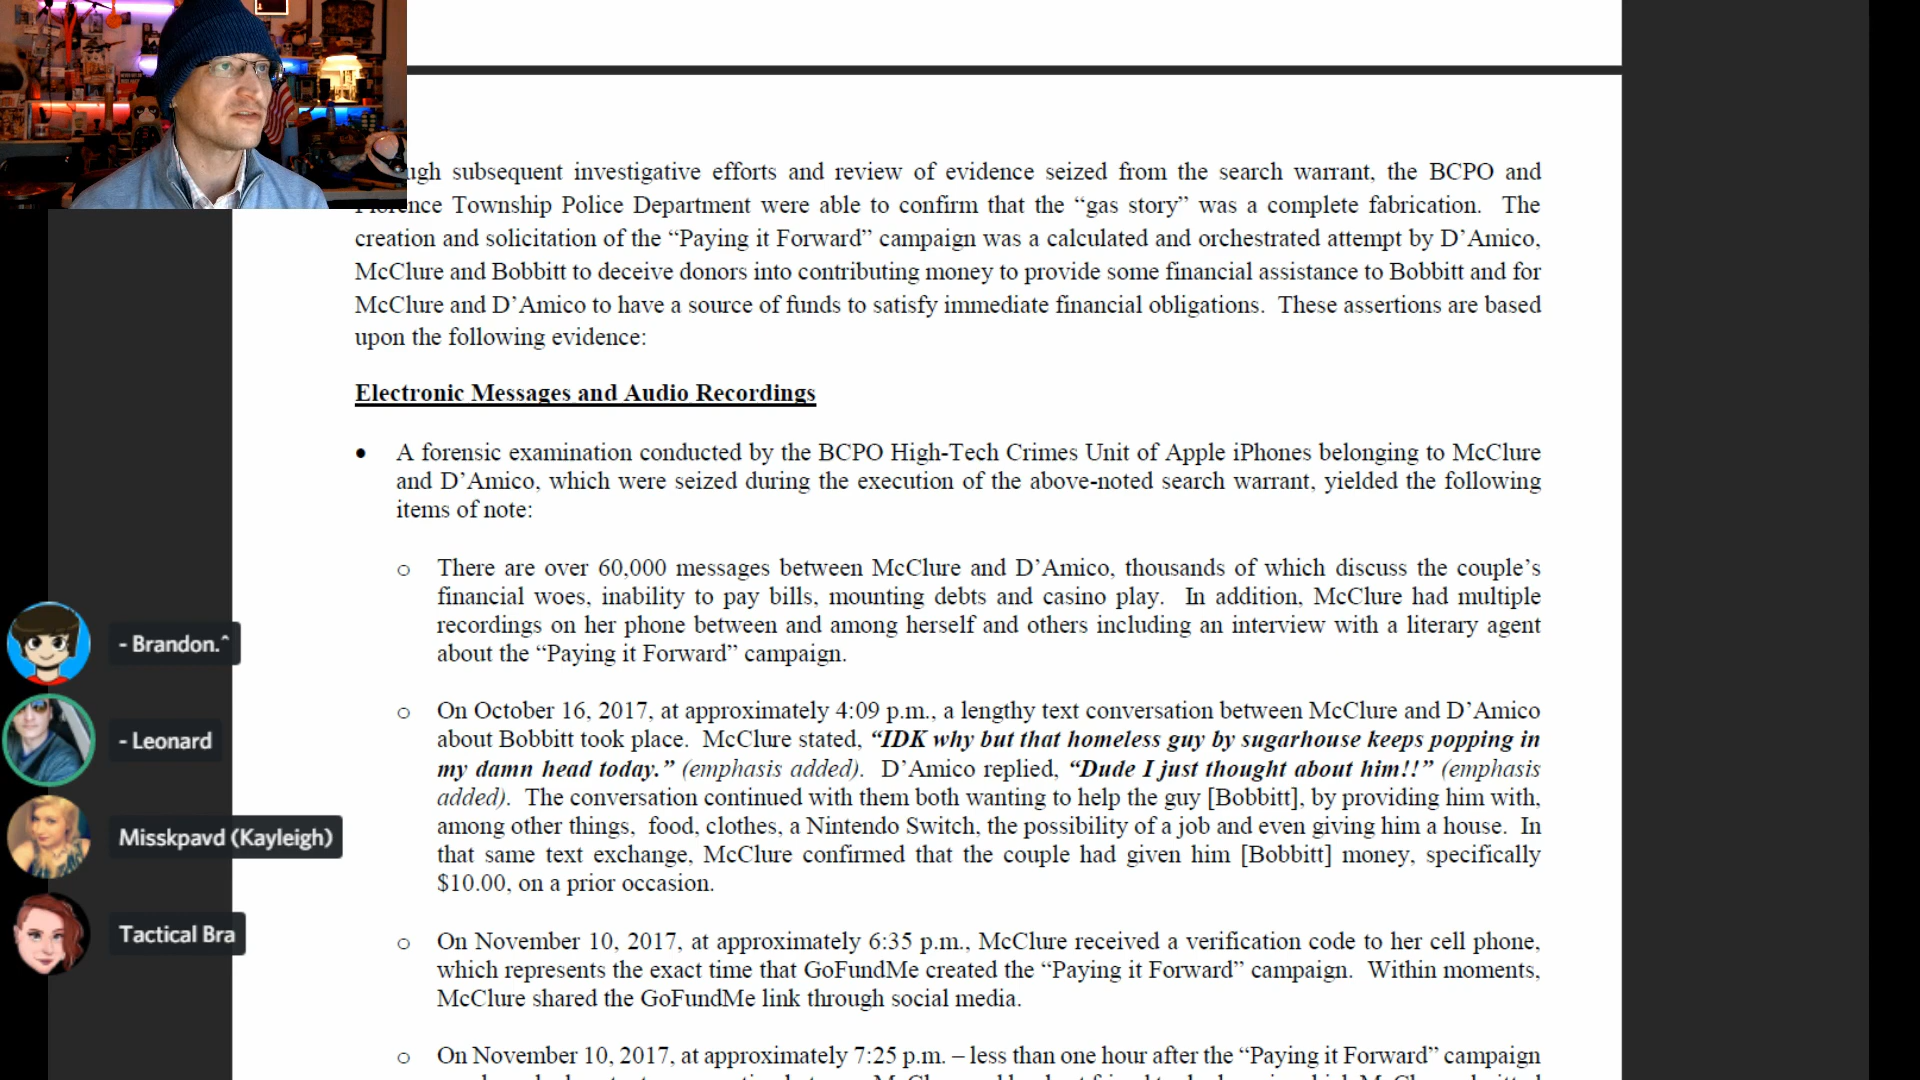 subsequent investigative efforts and review of evidence seized from the search warrant, the BCPO and
Township Police Department were able to confirm that the “gas story” was a complete fabrication. The
creation and solicitation of the “Paying it Forward” campaign was a calculated and orchestrated attempt by D’Amico,
McClure and Bobbitt to deceive donors into contributing money to provide some financial assistance to Bobbitt and for
McClure and D’Amico to have a source of funds to satisfy immediate financial obligations. These assertions are based
upon the following evidence:
Electronic Messages and Audio Recordings
• A forensic examination conducted by the BCPO High-Tech Crimes Unit of Apple iPhones belonging to McClure
and D’Amico, which were seized during the execution of the above-noted search warrant, yielded the following
items of note:
o There are over 60,000 messages between McClure and D’Amico, thousands of which discuss the couple’s
financial woes, inability to pay bills, mounting debts and casino play. In addition, McClure had multiple
recordings on her phone between and among herself and others including an interview with a literary agent
about the “Paying it Forward” campaign.
o On October 16, 2017, at approximately 4:09 p.m., a lengthy text conversation between McClure and D’Amico
about Bobbitt took place. McClure stated, “IDK why but that homeless guy by sugarhouse keeps popping in
my damn head today.” (emphasis added). D’Amico replied, “Dude I just thought about him!!” (emphasis
added). The conversation continued with them both wanting to help the guy [Bobbitt], by providing him with,
among other things, food, clothes, a Nintendo Switch, the possibility of a job and even giving him a house. In
that same text exchange, McClure confirmed that the couple had given him [Bobbitt] money, specifically
$10.00, on a prior occasion.
o On November 10, 2017, at approximately 6:35 p.m., McClure received a verification code to her cell phone,
which represents the exact time that GoFundMe created the “Paying it Forward” campaign. Within moments,
McClure shared the GoFundMe link through social media.
o On November 10, 2017, at approximately 7:25 p.m. – less than one hour after the “Paying it Forward” campaign
- Brandon.^
- Leonard
Misskpavd (Kayleigh)
Tactical Bra